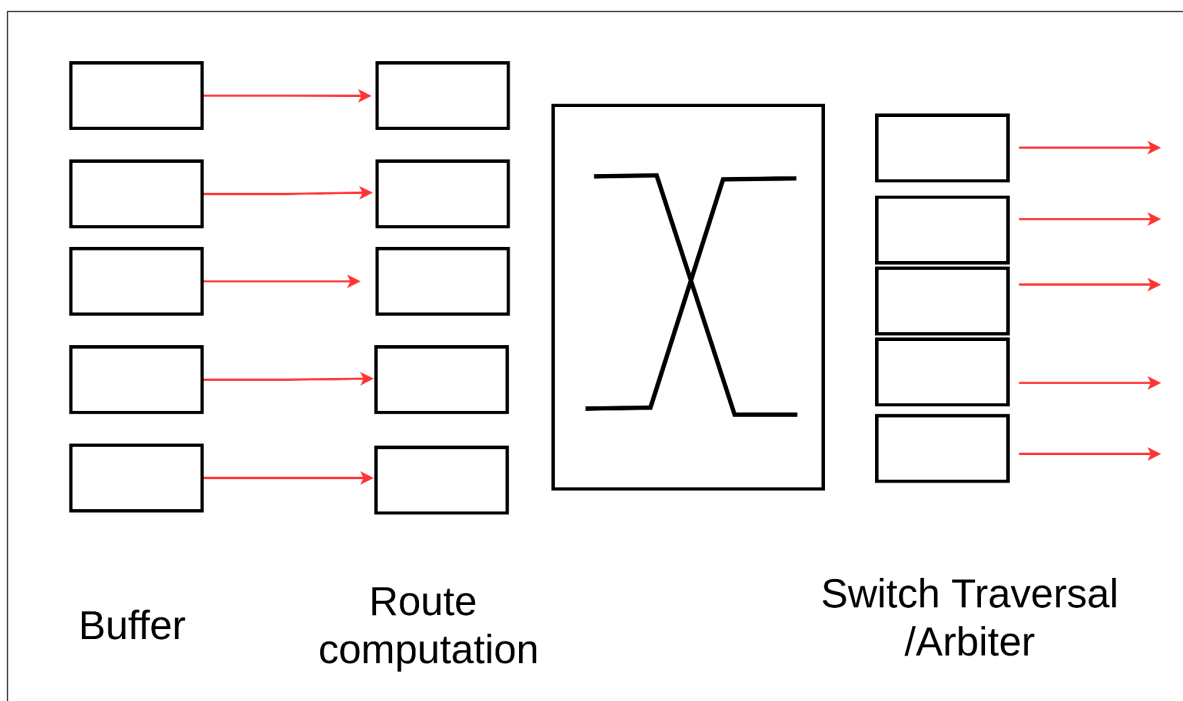 Buffer
Route
computation
Switch Traversal
/Arbiter